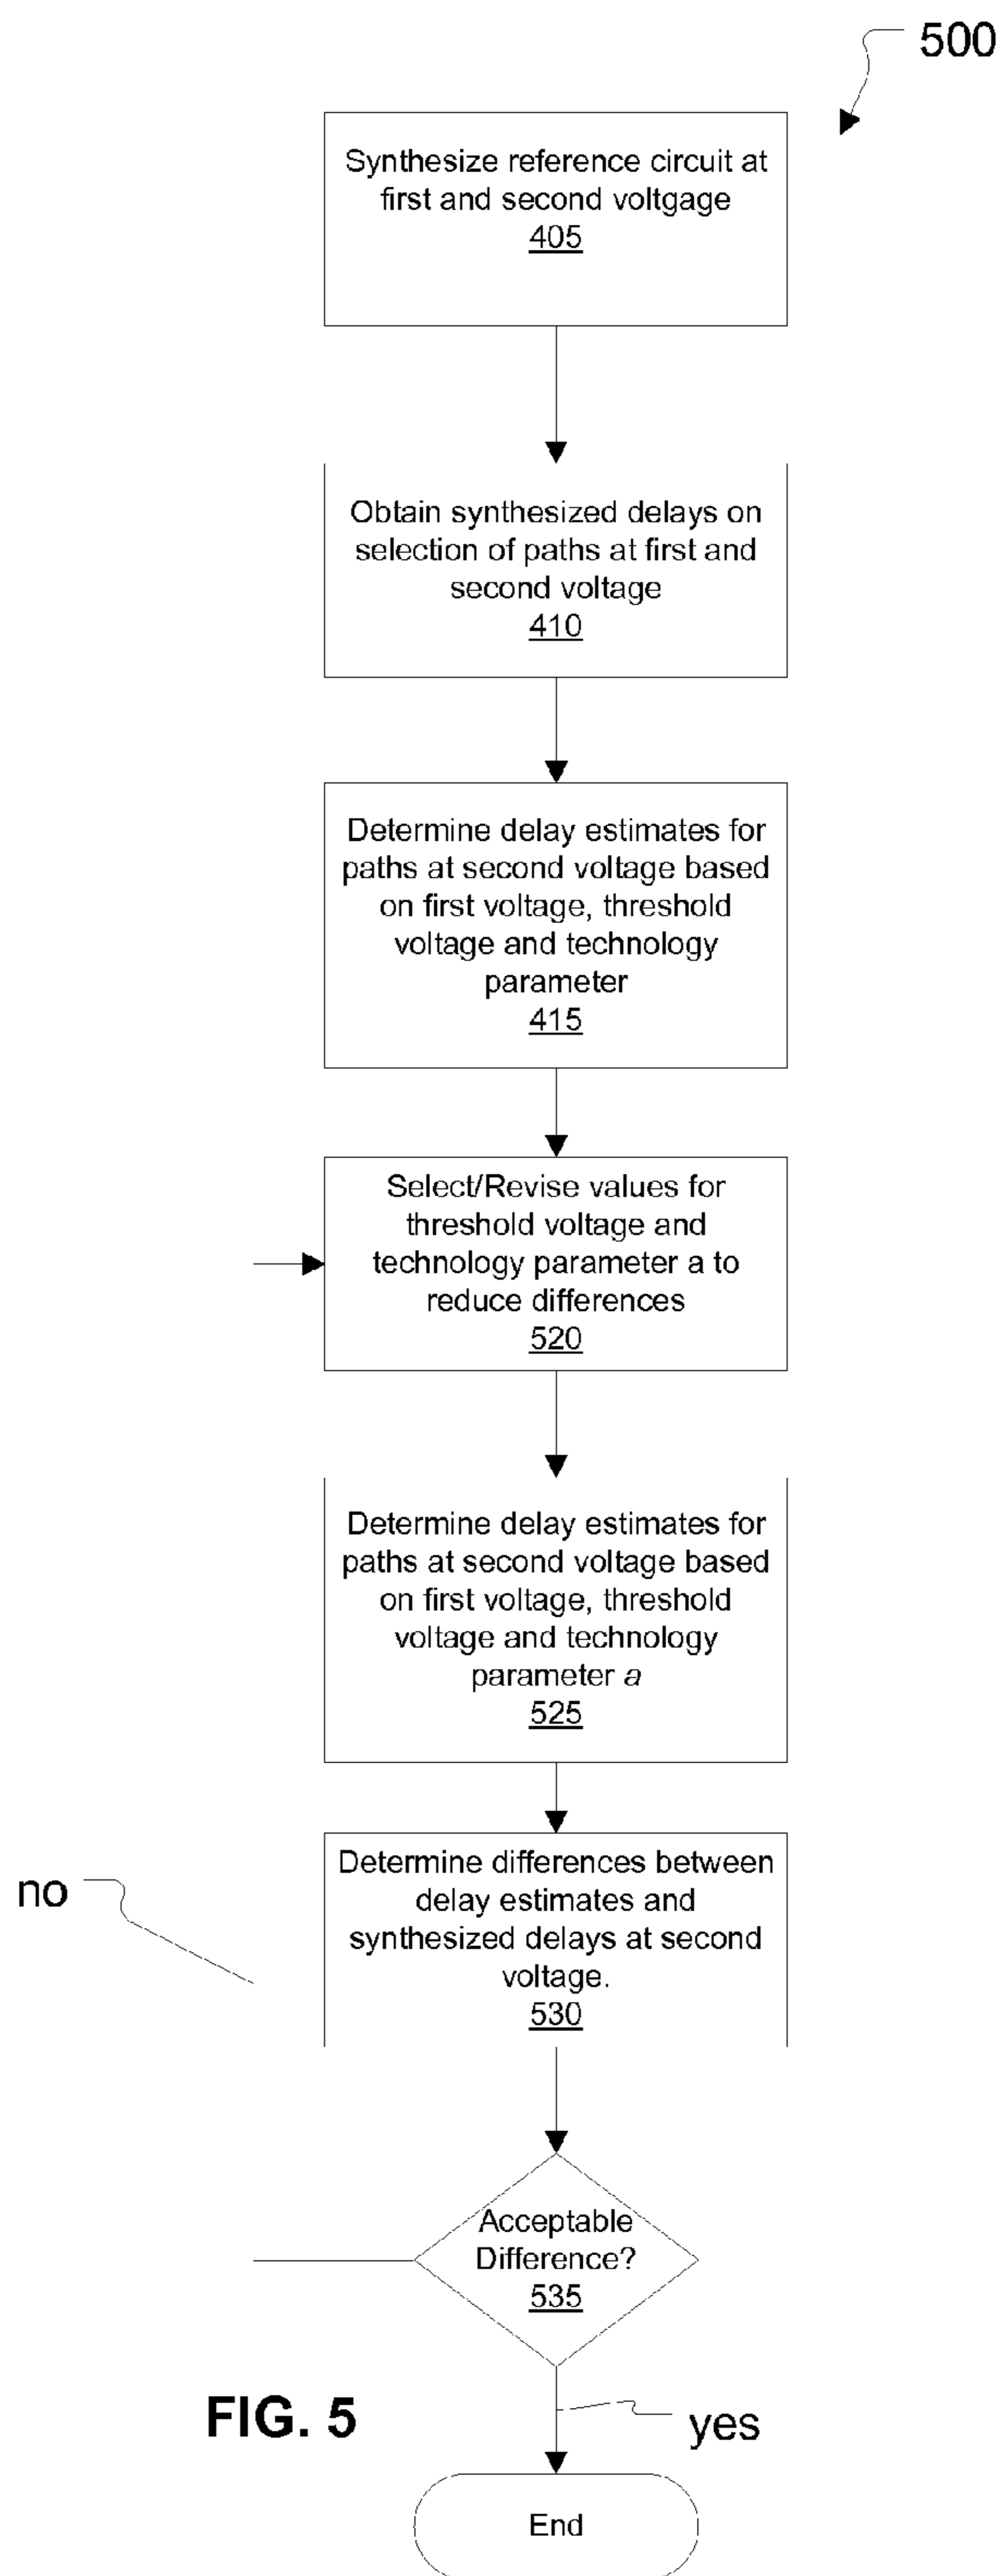 500
Synthesize reference circuit at
first and second voltgage
405
Obtain synthesized delays on
selection of paths at first and
second voltage
410
Determine delay estimates for
paths at second voltage based
on first voltage, threshold
voltage and technology
parameter
415
Select/Revise values for
threshold voltage and
technology parameter a to
reduce differences
520
Determine delay estimates for
paths at second voltage based
on first voltage, threshold
voltage and technology
parameter a
525
Determine differences between
delay estimates and
synthesized delays at second
voltage.
530
no
Acceptable
Difference?
535
FIG. 5
yes
End